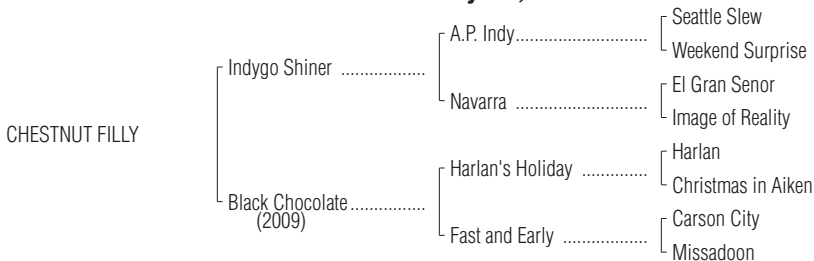 Seattle Slew
A.P. Indy..............................
Weekend Surprise
Indygo Shiner ..................
El Gran Senor
Navarra ..............................
Image of Reality
CHESTNUT FILLY
Harlan
Harlan's Holiday ..............
Christmas in Aiken
Black Chocolate................
(2009)
Carson City
Fast and Early ..................
Missadoon